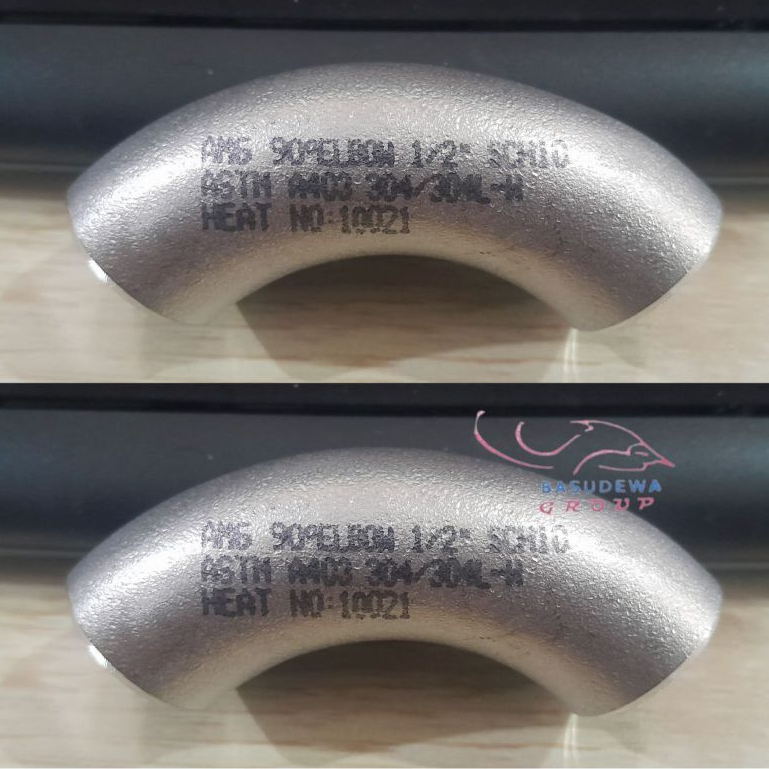 AMG 90°ELBOW 1/2" SCH10
ASTM A403 304/304L-W
HEAT NO:10021
BASUDEWA
GROUP
AMG 90°ELBOW 1/2" SCH10
ASTM A403 304/304L-W
HEAT NO:10021